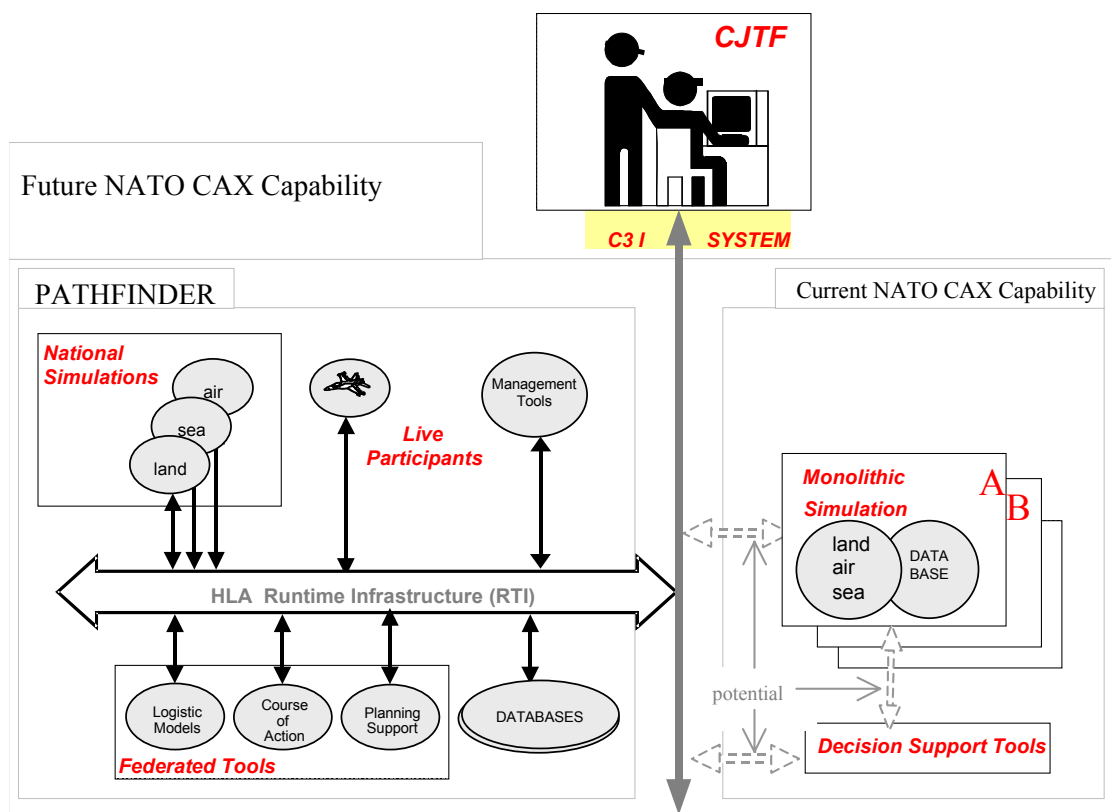 CJTF
Future NATO CAX Capability
C3 I SYSTEM
PATHFINDER
Current NATO CAX Capability
National
Simulations
air
sea
land
Management
Tools
Live
Participants
Monolithic
Simulation
A
B
land
air
sea
DATA
BASE
HLA Runtime Infrastructure (RTI)
potential
Logistic
Models
Course
of
Action
Planning
Support
DATABASES
Federated Tools
Decision Support Tools